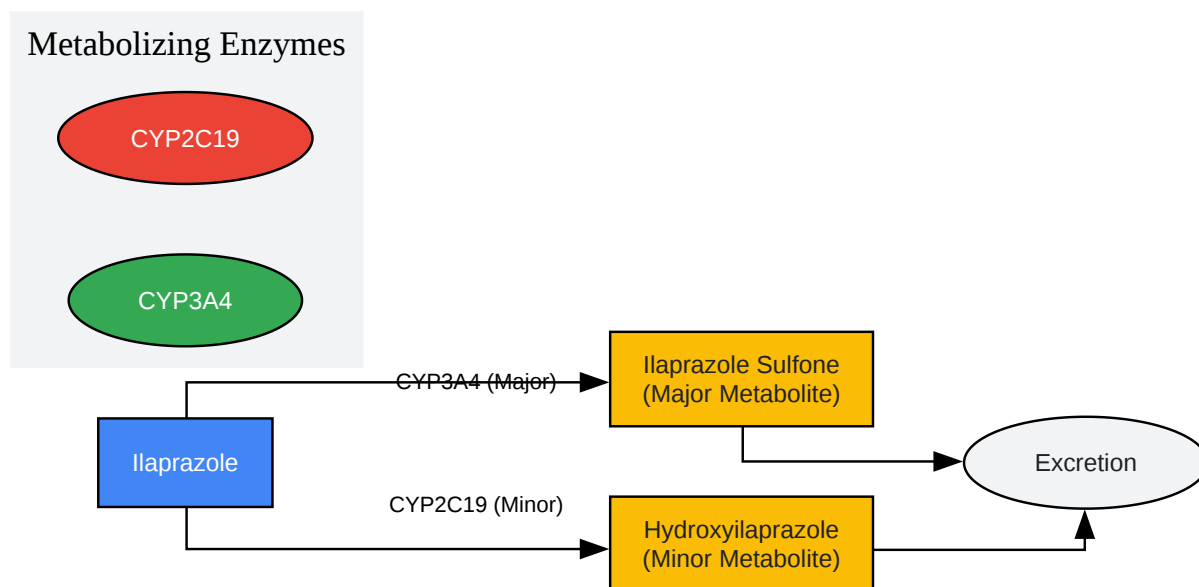 Metabolizing Enzymes
CYP2C19
CYP3A4
CYP3A4 (Major)
Ilaprazole Sulfone
(Major Metabolite)
Ilaprazole
Excretion
CYP2C19 (Minor)
Hydroxyilaprazole
(Minor Metabolite)